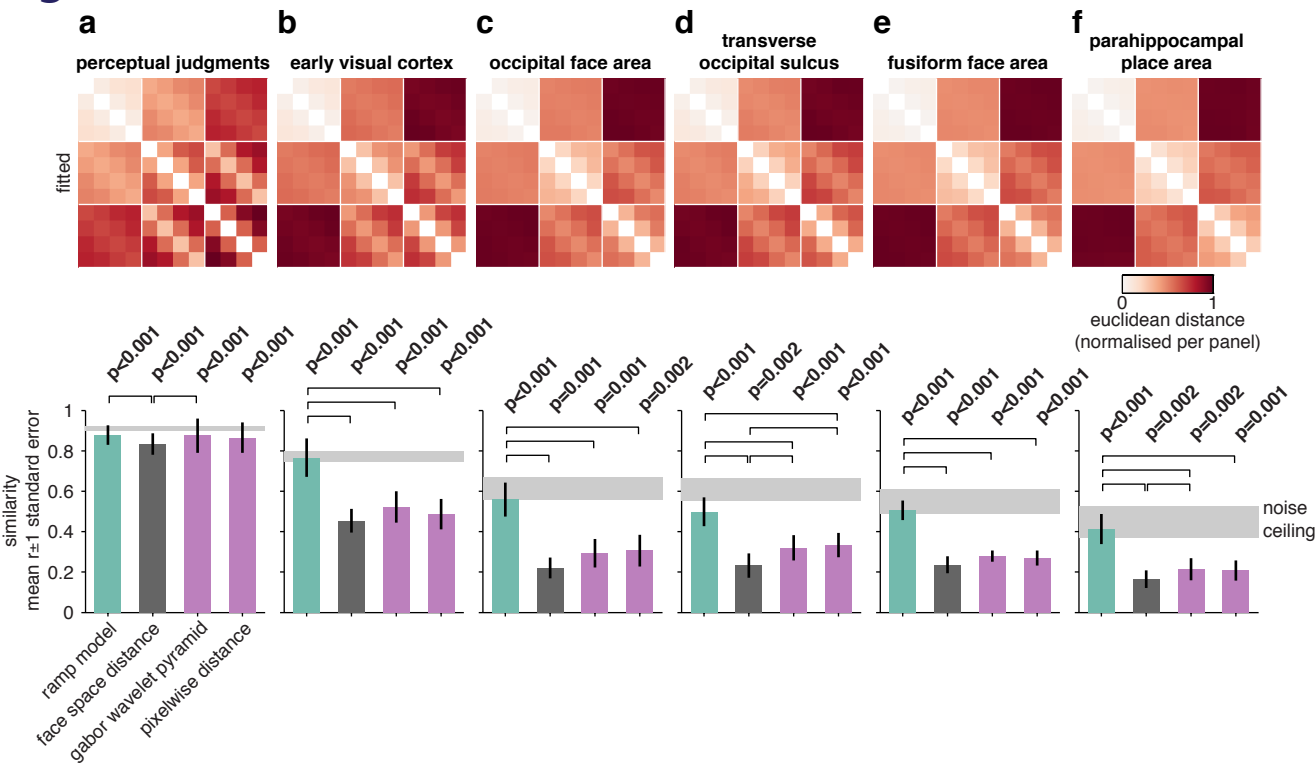 a
b
c
d
e
f
perceptual judgments
early visual cortex
occipital face area
transverse
occipital sulcus
fusiform face area
parahippocampal
place area
fitted
0
1
euclidean distance
(normalised per panel)
p<0.001
p<0.001
p<0.001
p<0.001
p<0.001
p<0.001
p<0.001
p<0.001
p<0.001
p=0.001
p=0.001
p=0.002
p<0.001
p=0.002
p<0.001
p<0.001
p<0.001
p<0.001
p<0.001
p<0.001
p<0.001
p=0.002
p=0.002
p=0.001
similarity
mean r±1 standard error
1
0.8
0.6
0.4
0.2
0
noise
ceiling
ramp model
face space distance
gabor wavelet pyramid
pixelwise distance